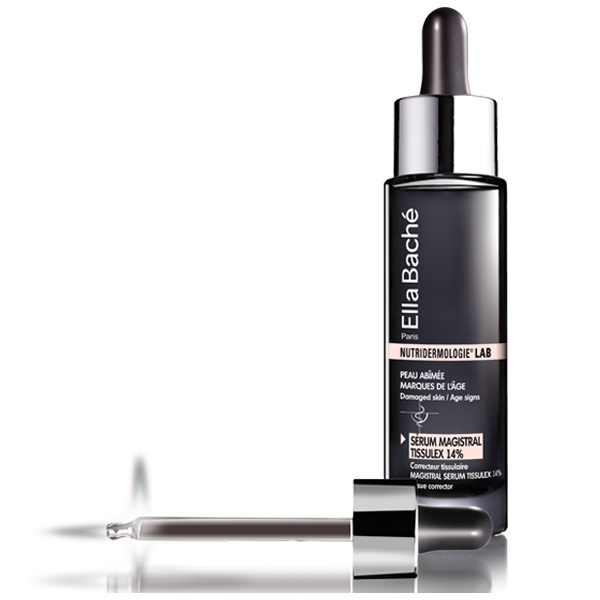 Ella Baché
Paris
NUTRIDERMOLOGIE® LAB
PEAU ABÎMÉE
MARQUES DE L'ÂGE
Damaged skin / Age signs
SÉRUM MAGISTRAL
TISSULEX 14%
Correcteur tissulaire
MAGISTRAL SERUM TISSULEX 14%
corrector